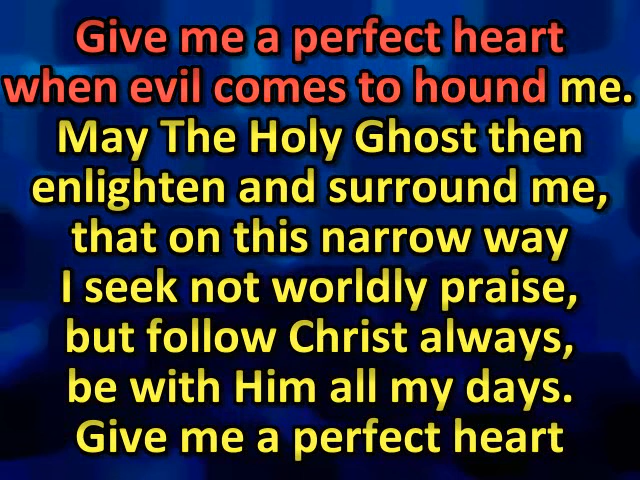 Give me a perfect heart
when evil comes to hound me.
May The Holy Ghost then
enlighten and surround me,
that on this narrow way
I seek not worldly praise,
but follow Christ always,
be with Him all my days.
Give me a perfect heart